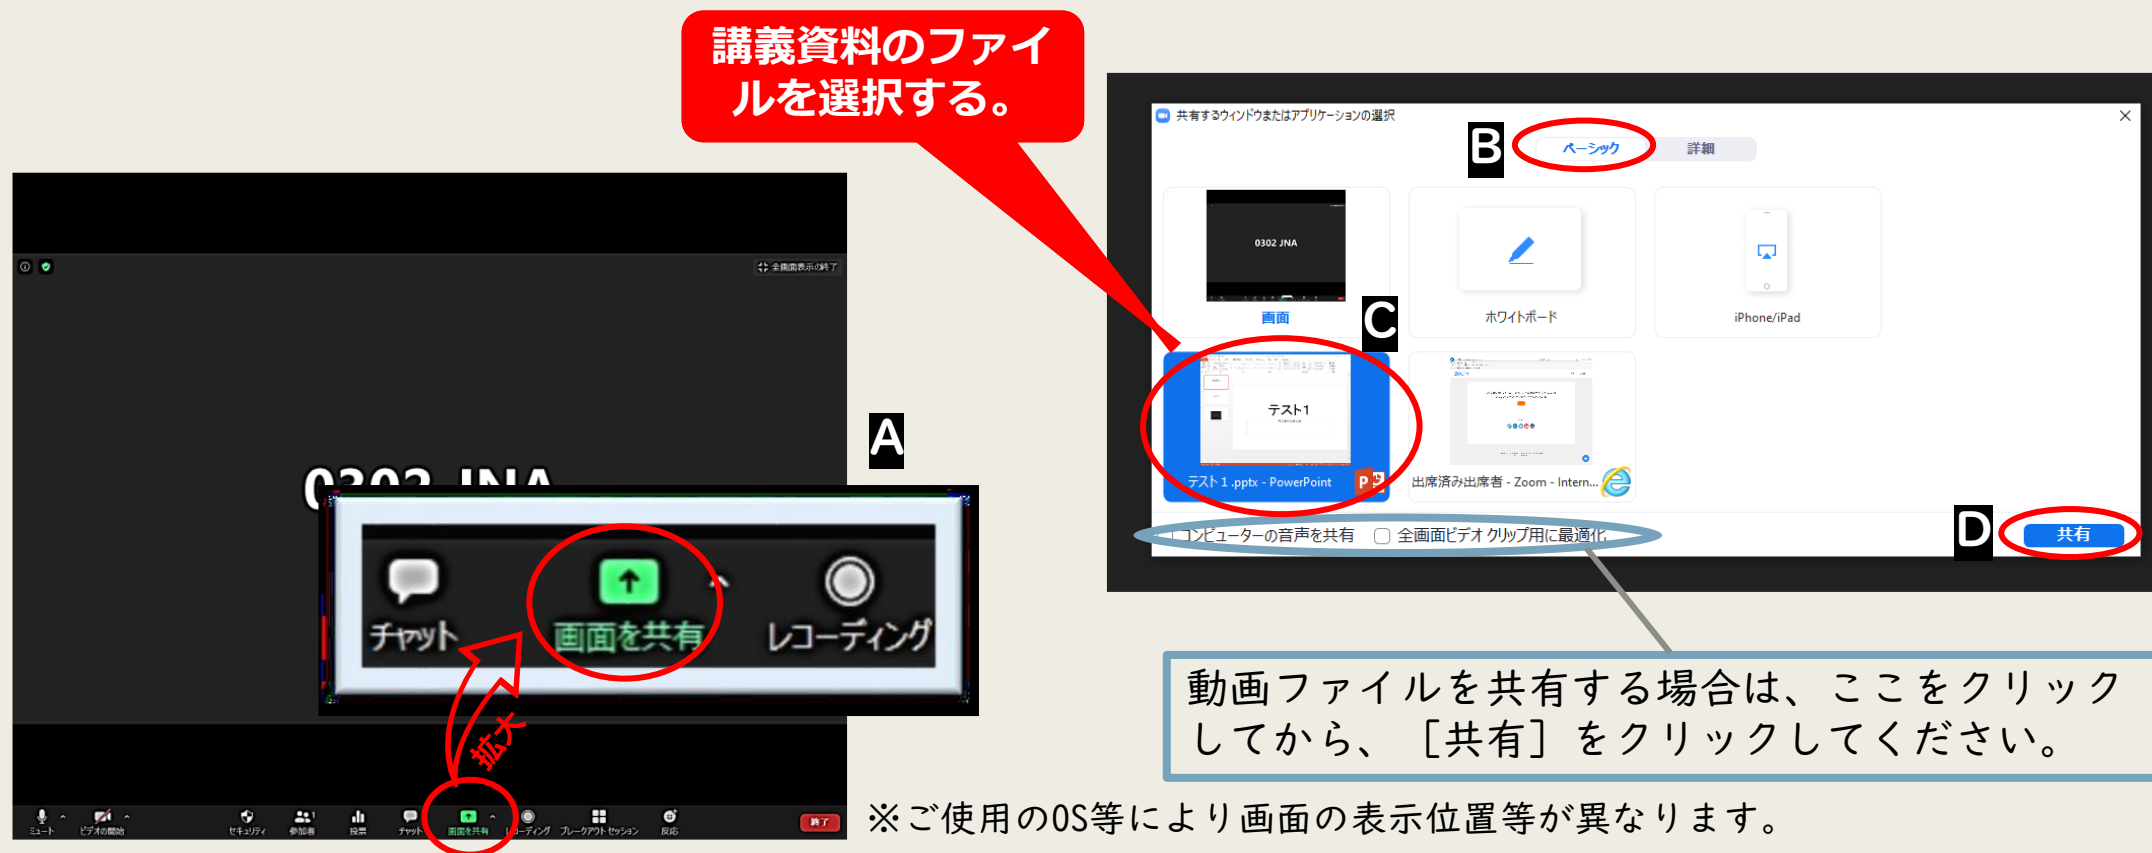 講義資料のファイ
ルを選択する。
全画面表示の終了
0302 JNA
A
チャット
画面を共有
レコーディング
拡大
ミュート
ビデオの開始
セキュリティ
参加者
投票
チャット
画面を共有
レコーディング
ブレークアウト セッション
反応
終了
共有するウィンドウまたはアプリケーションの選択
B
ベーシック
詳細
0302 JNA
画面
ホワイトボード
iPhone/iPad
C
テスト1
テスト 1 .pptx - PowerPoint
出席済み出席者 - Zoom - Intern...
コンピューターの音声を共有
全画面ビデオ クリップ用に最適化
D
共有
動画ファイルを共有する場合は、ここをクリック
してから、［共有］をクリックしてください。
※ご使用のOS等により画面の表示位置等が異なります。